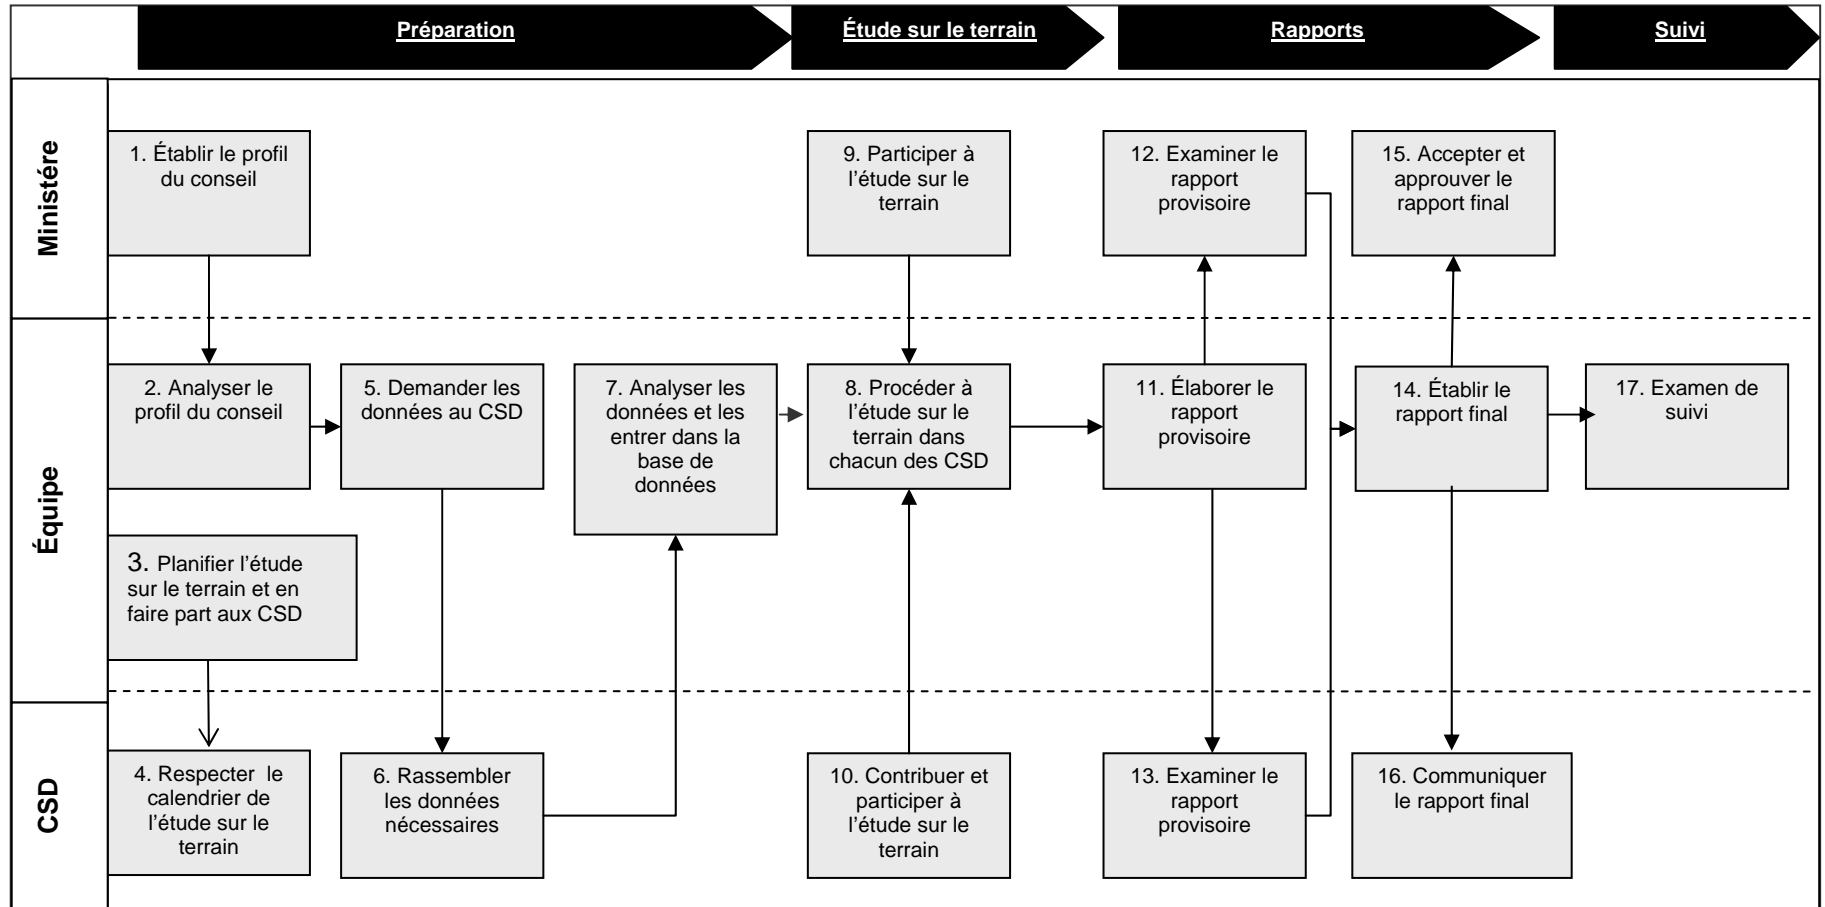 Préparation
Étude sur le terrain
Rapports
Suivi
Ministére
1. Établir le profil
du conseil
9. Participer à
l’étude sur le
terrain
12. Examiner le
rapport
provisoire
15. Accepter et
approuver le
rapport final
Équipe
2. Analyser le
profil du conseil
5. Demander les
données au CSD
7. Analyser les
données et les
entrer dans la
base de
données
8. Procéder à
l’étude sur le
terrain dans
chacun des CSD
11. Élaborer le
rapport
provisoire
14. Établir le
rapport final
17. Examen de
suivi
3. Planifier l’étude
sur le terrain et en
faire part aux CSD
CSD
4. Respecter le
calendrier de
l’étude sur le
terrain
6. Rassembler
les données
nécessaires
10. Contribuer et
participer à
l’étude sur le
terrain
13. Examiner le
rapport
provisoire
16. Communiquer
le rapport final